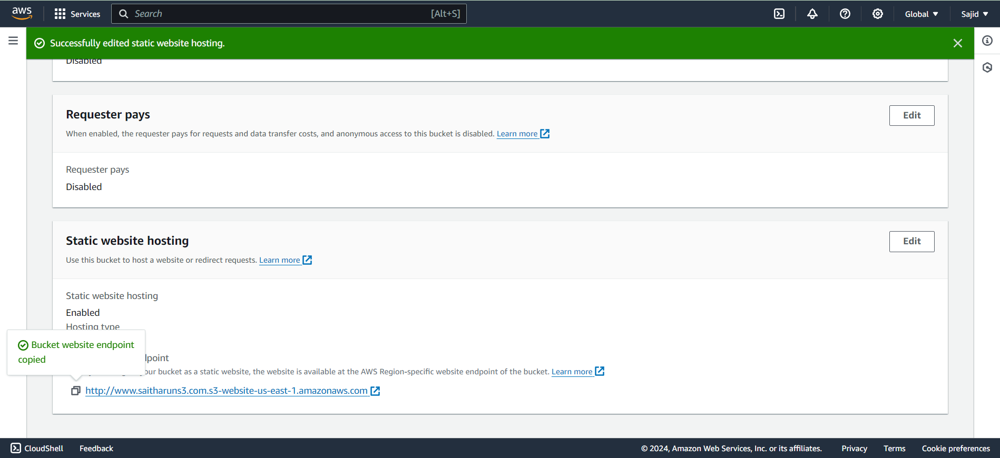 aws
Services
Search [Alt+S]
Global
Sajid
Successfully edited static website hosting.
Disabled
Requester pays
Edit
When enabled, the requester pays for requests and data transfer costs, and anonymous access to this bucket is disabled. Learn more
Requester pays
Disabled
Static website hosting
Edit
Use this bucket to host a website or redirect requests. Learn more
Static website hosting
Enabled
Hosting type
Bucket website endpoint
copied
your bucket as a static website, the website is available at the AWS Region-specific website endpoint of the bucket. Learn more
http://www.saitharuns3.com.s3-website-us-east-1.amazonaws.com
CloudShell
Feedback
© 2024, Amazon Web Services, Inc. or its affiliates.
Privacy
Terms
Cookie preferences